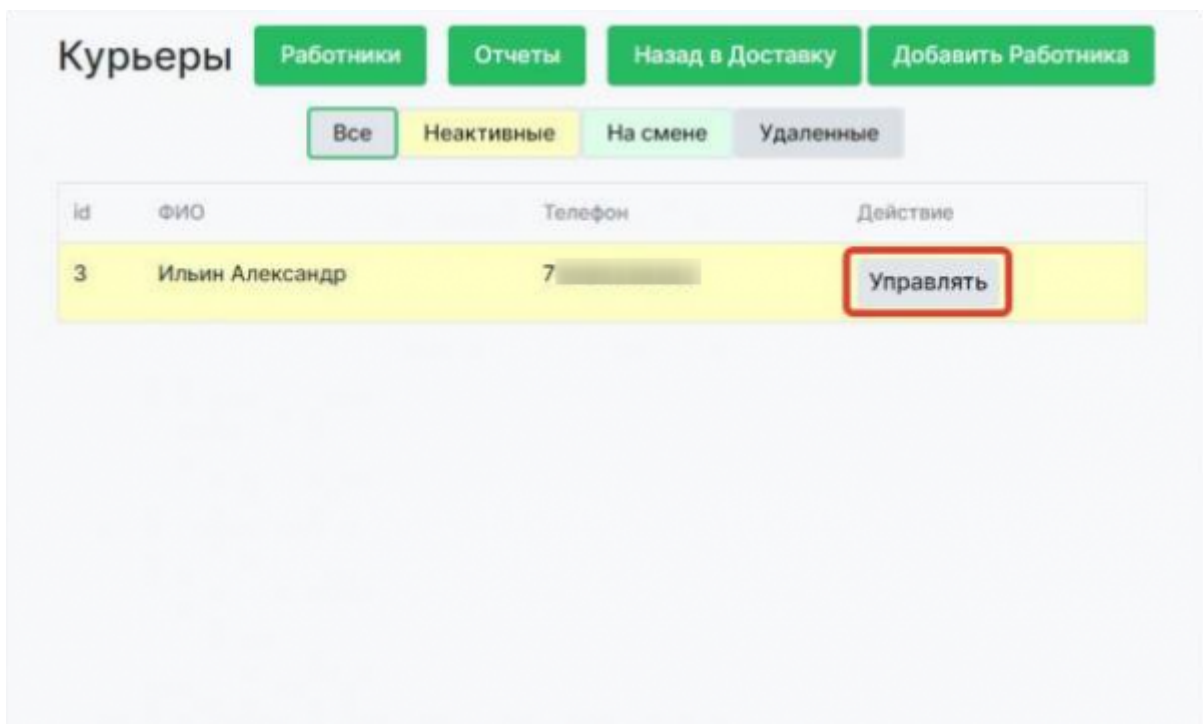 Курьеры Работники Отчеты Назад в Доставку Добавить Работника
Все Неактивные На смене Удаленные
id ФИО Телефон Действие
3 Ильин Александр 7 Управлять